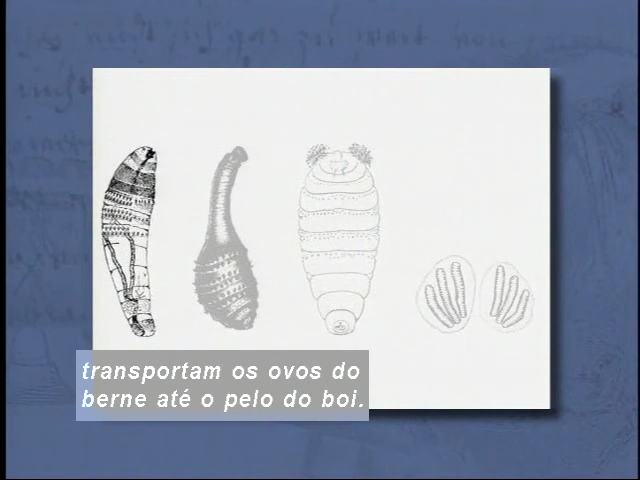 transportam os ovos do
berne até o pelo do boi.